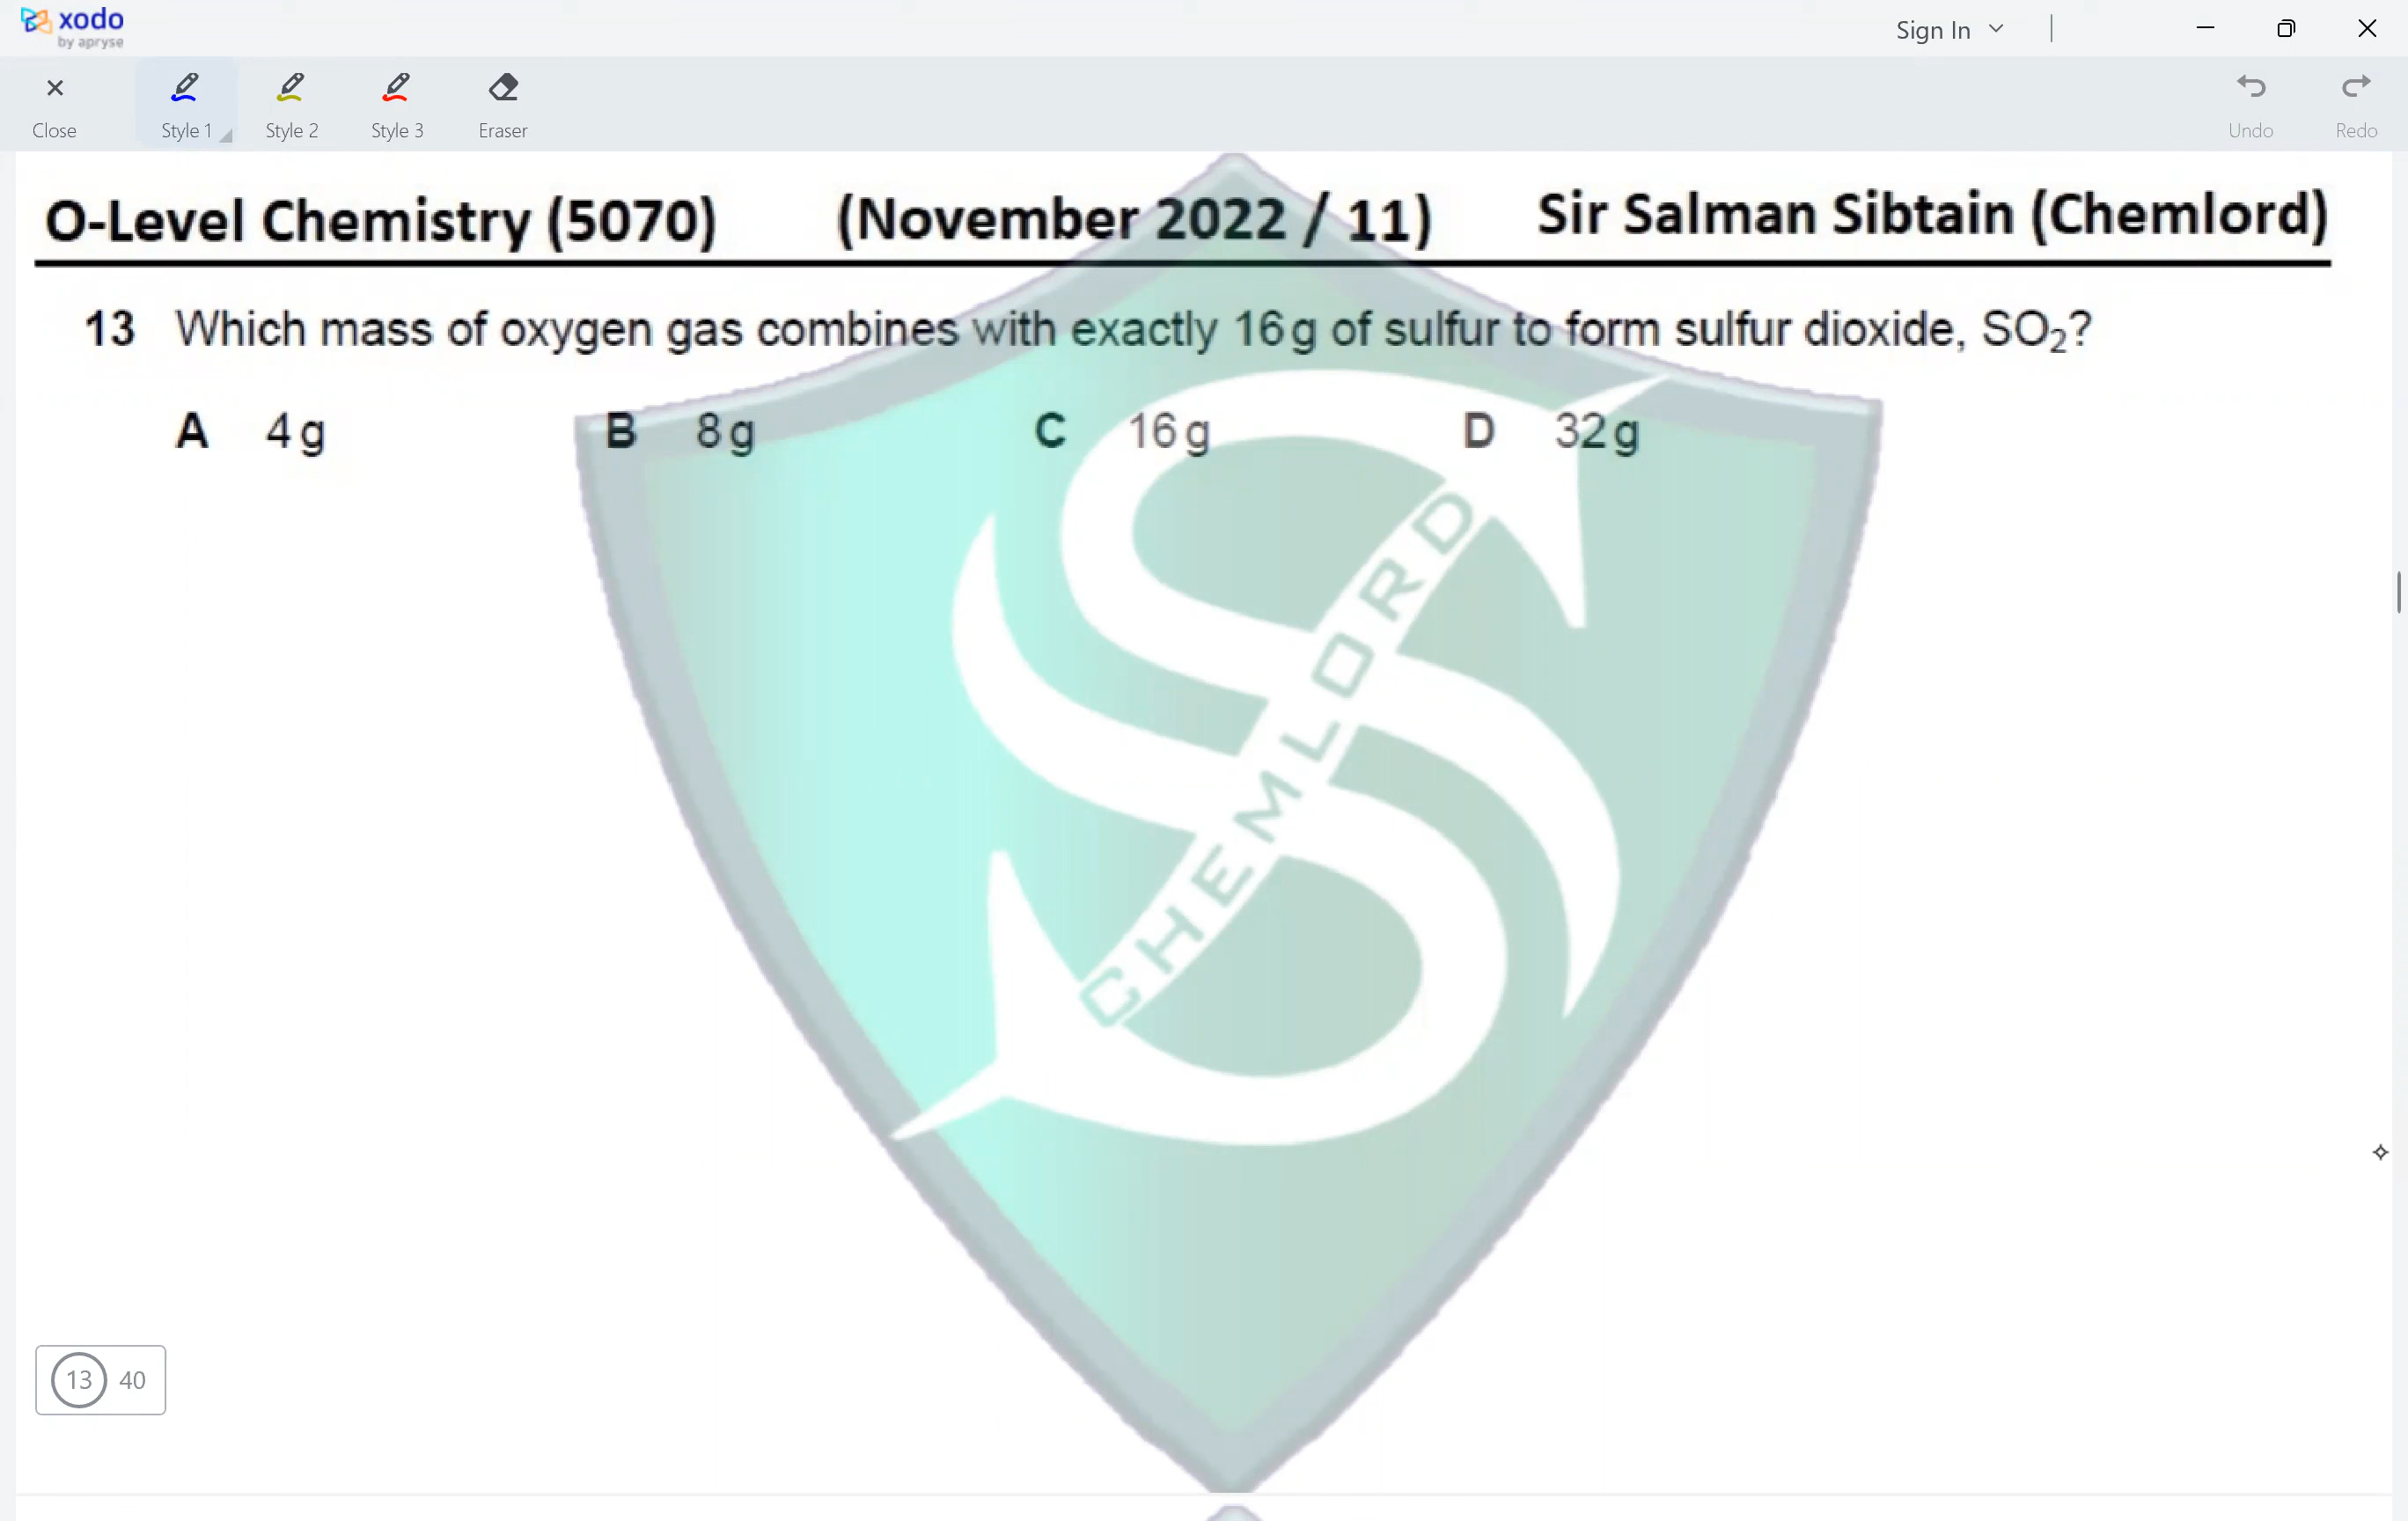 xodo
by apryse
Sign In
Close
Style 1
Style 2
Style 3
Eraser
Undo
Redo
O-Level Chemistry (5070) (November 2022 / 11) Sir Salman Sibtain (Chemlord)
13 Which mass of oxygen gas combines with exactly 16 g of sulfur to form sulfur dioxide, SO₂?
A 4 g B 8 g C 16 g D 32 g
CHEMLORD
13 40